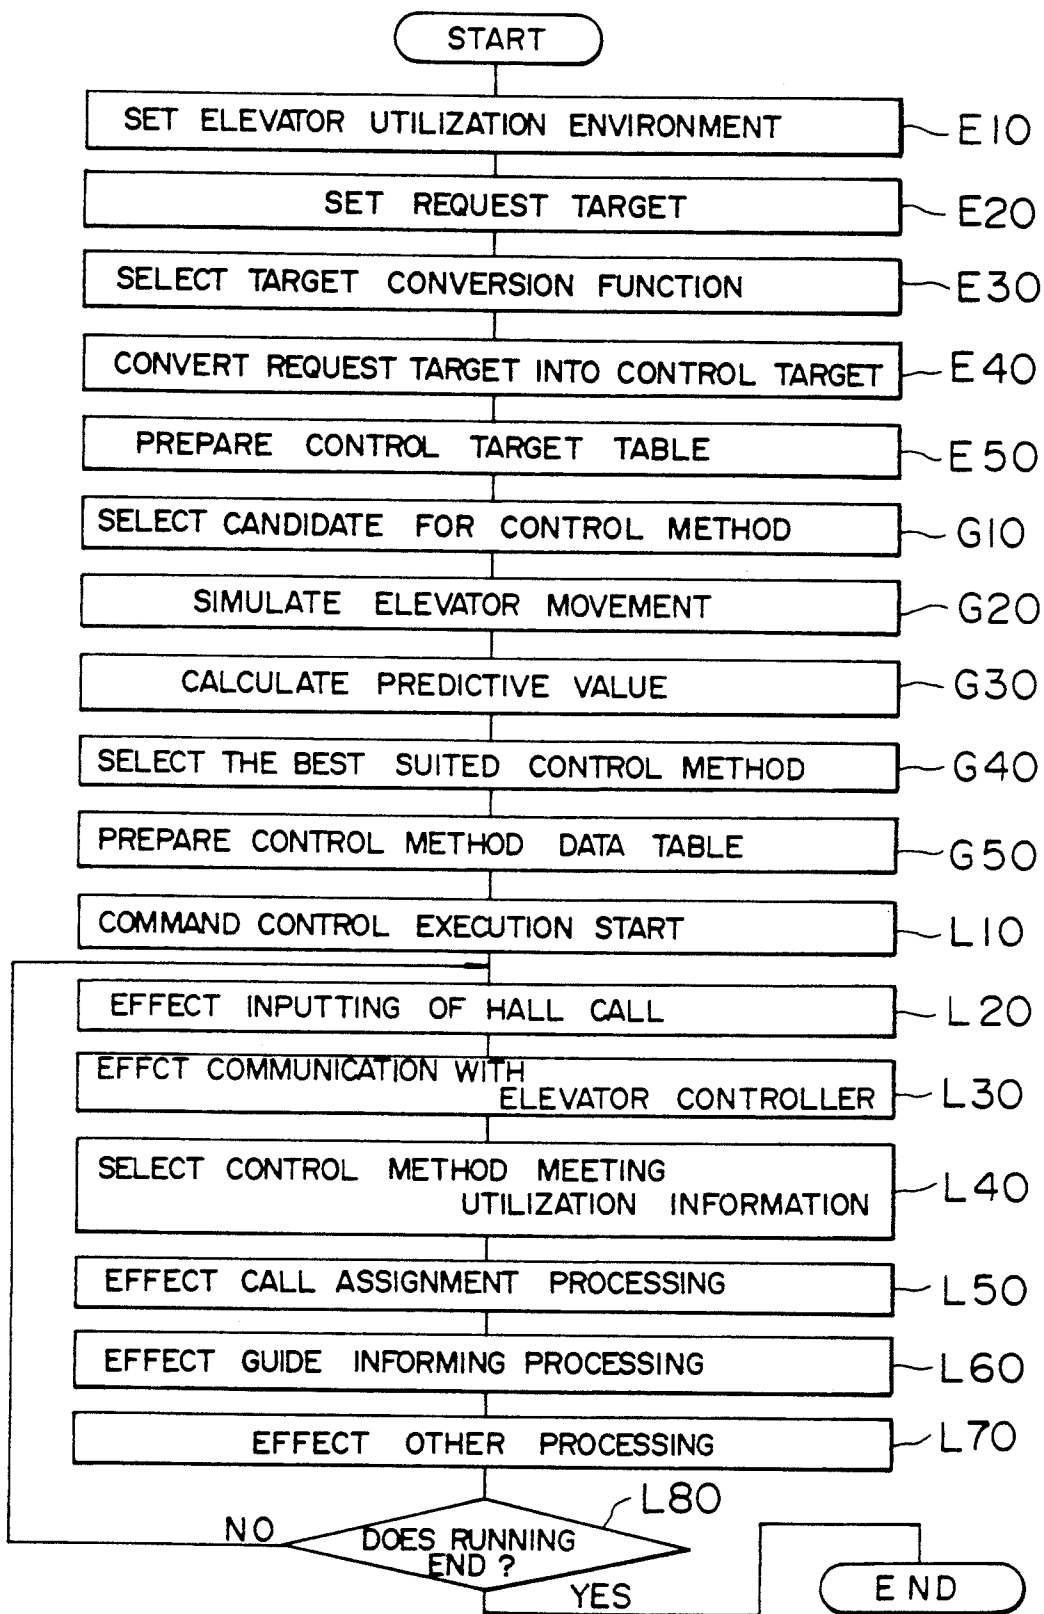 START
SET ELEVATOR UTILIZATION ENVIRONMENT
E10
SET REQUEST TARGET
E20
SELECT TARGET CONVERSION FUNCTION
E30
CONVERT REQUEST TARGET INTO CONTROL TARGET
E40
PREPARE CONTROL TARGET TABLE
E50
SELECT CANDIDATE FOR CONTROL METHOD
G10
SIMULATE ELEVATOR MOVEMENT
G20
CALCULATE PREDICTIVE VALUE
G30
SELECT THE BEST SUITED CONTROL METHOD
G40
PREPARE CONTROL METHOD DATA TABLE
G50
COMMAND CONTROL EXECUTION START
L10
EFFECT INPUTTING OF HALL CALL
L20
EFFCT COMMUNICATION WITH
ELEVATOR CONTROLLER
L30
SELECT CONTROL METHOD MEETING
UTILIZATION INFORMATION
L40
EFFECT CALL ASSIGNMENT PROCESSING
L50
EFFECT GUIDE INFORMING PROCESSING
L60
EFFECT OTHER PROCESSING
L70
L80
NO
DOES RUNNING
END ?
YES
END